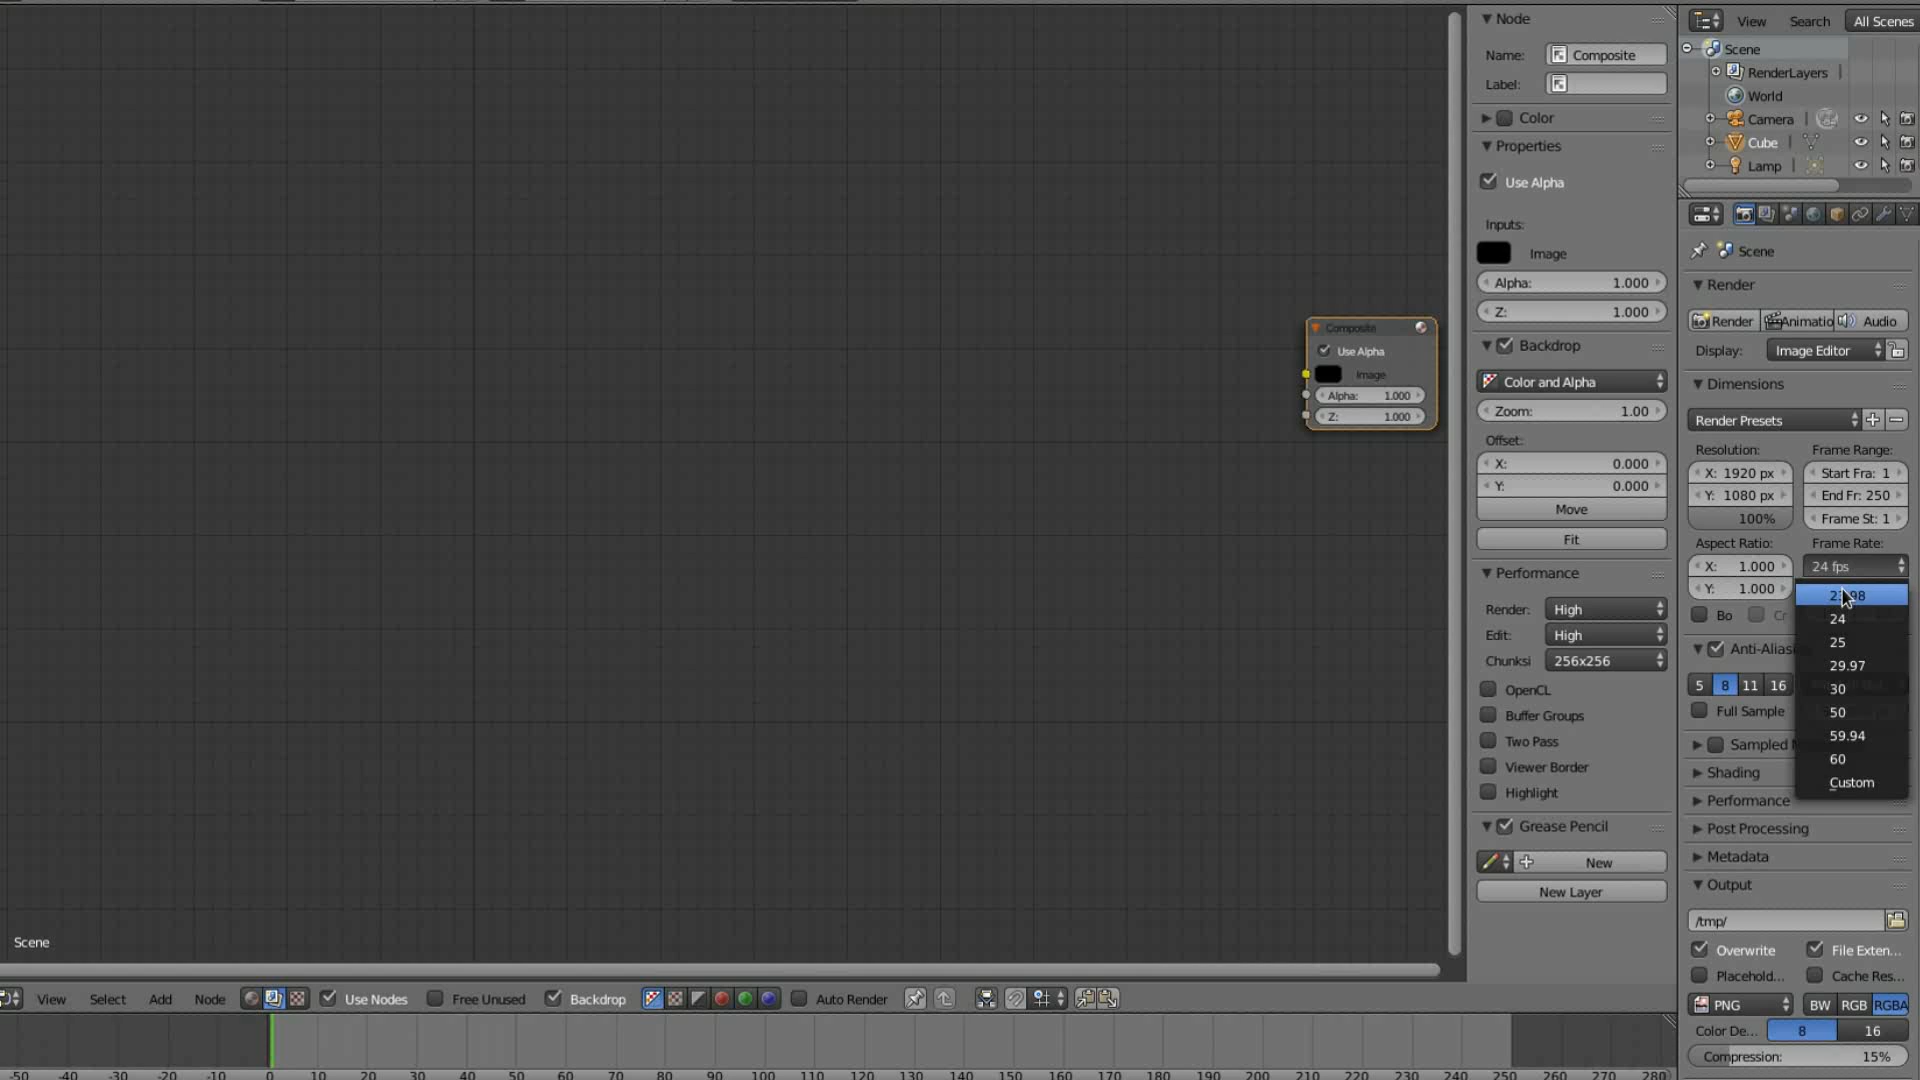 Node
Name: Composite
Label:
Color
Properties
Use Alpha
Inputs:
Image
Alpha: 1.000
Z: 1.000
Backdrop
Color and Alpha
Zoom: 1.00
Offset:
X: 0.000
Y: 0.000
Move
Fit
Performance
Render: High
Edit: High
Chunksi 256x256
OpenCL
Buffer Groups
Two Pass
Viewer Border
Highlight
Grease Pencil
New
New Layer
Composite
Use Alpha
Image
Alpha: 1.000
Z: 1.000
View Search All Scenes
Scene
RenderLayers
World
Camera
Cube
Lamp
Scene
Render
Render Animatio Audio
Display: Image Editor
Dimensions
Render Presets
Resolution: Frame Range:
X: 1920 px Start Fra: 1
Y: 1080 px End Fr: 250
100% Frame St: 1
Aspect Ratio: Frame Rate:
X: 1.000 24 fps
Y: 1.000
24
25
29.97
30
50
59.94
60
Custom
Bo Cr
Anti-Alias
5 8 11 16
Full Sample
Sampled
Shading
Performance
Post Processing
Metadata
Output
/tmp/
Overwrite File Exten...
Placehold... Cache Res...
PNG BW RGB RGBA
Color De... 8 16
Compression: 15%
Scene
View Select Add Node Use Nodes Free Unused Backdrop Auto Render
-50 -40 -30 -20 -10 0 10 20 30 40 50 60 70 80 90 100 110 120 130 140 150 160 170 180 190 200 210 220 230 240 250 260 270 280